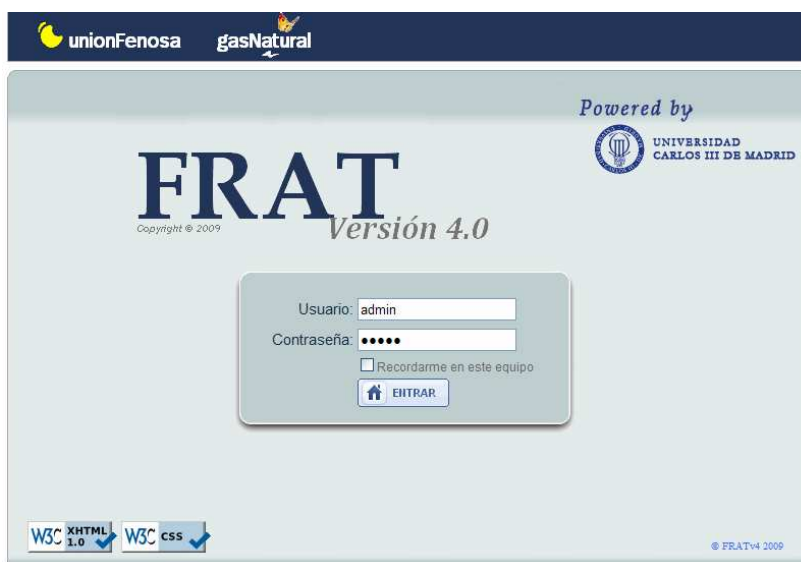 unionFenosa gasNatural
Powered by
UNIVERSIDAD
CARLOS III DE MADRID
FRAT
Copyright © 2009
Versión 4.0
Usuario: admin
Contraseña: •••••
Recordarme en este equipo
ENTRAR
W3C XHTML 1.0 W3C css
© FRATv4 2009